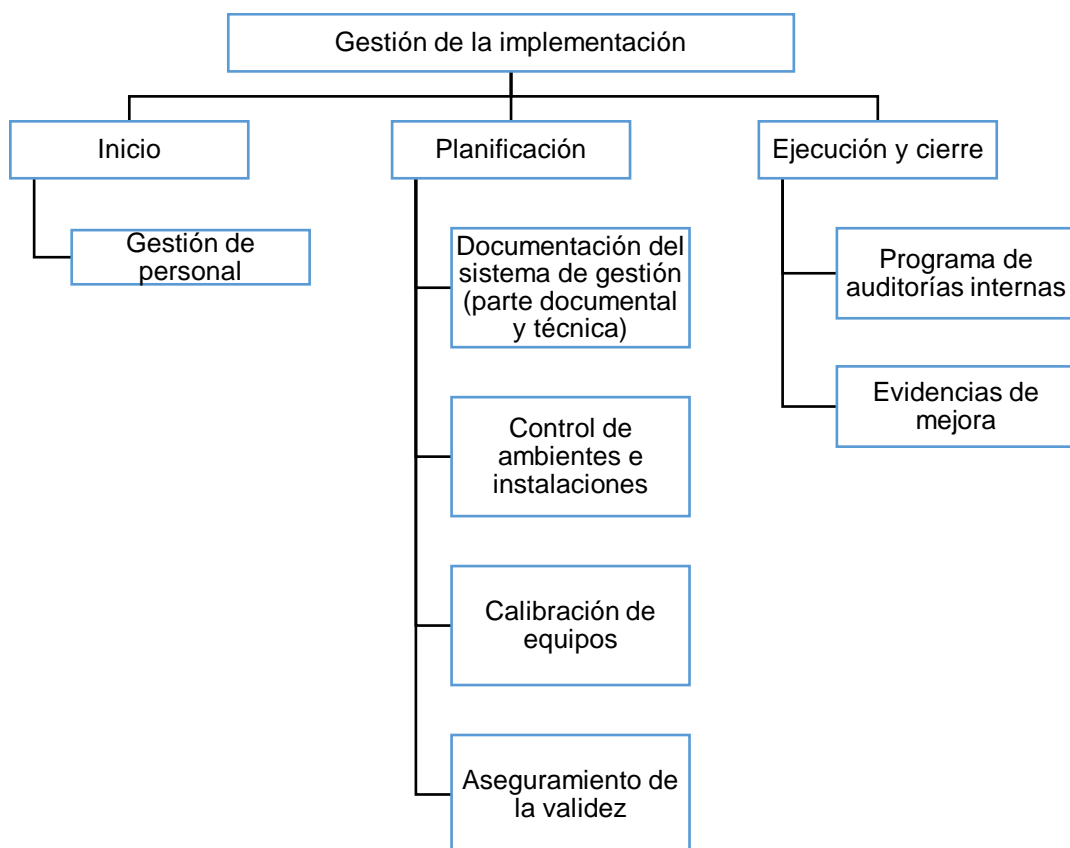 Gestión de la implementación
Inicio
Gestión de
personal
Planificación
Documentación del
sistema de gestión
(parte documental
y técnica)
Control de
ambientes e
instalaciones
Calibración de
equipos
Aseguramiento de
la validez
Ejecución y cierre
Programa de
auditorías internas
Evidencias de
mejora